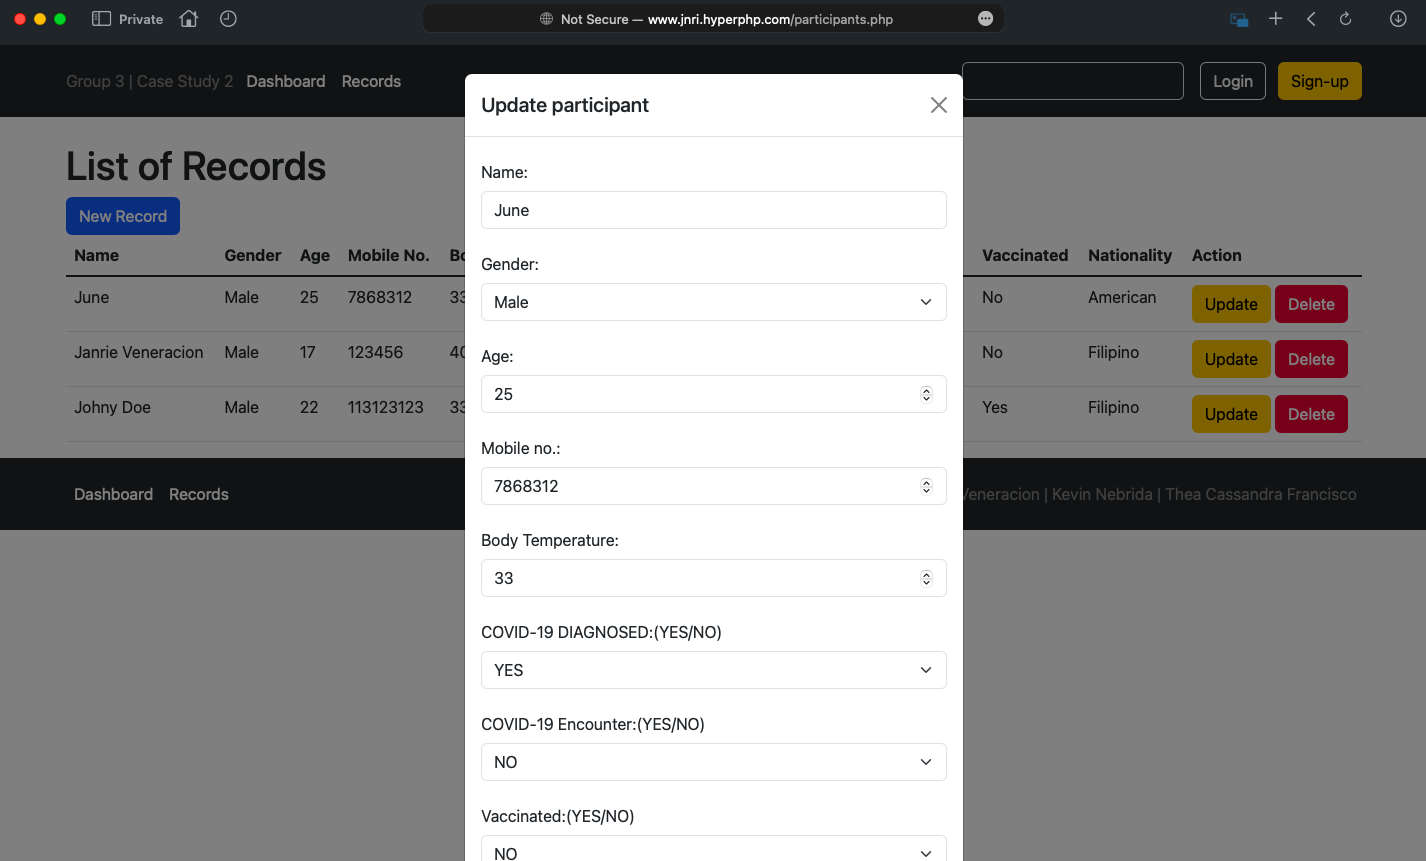 Private
Not Secure — www.jnri.hyperphp.com/participants.php
Group 3 | Case Study 2 Dashboard Records
Login Sign-up
Update participant
List of Records
New Record
Name Gender Age Mobile No. Vaccinated Nationality Action
June Male 25 7868312 33 No American Update Delete
Janrie Veneracion Male 17 123456 40 No Filipino Update Delete
Johny Doe Male 22 113123123 33 Yes Filipino Update Delete
Dashboard Records
Veneracion | Kevin Nebrida | Thea Cassandra Francisco
Name:
June
Gender:
Male
Age:
25
Mobile no.:
7868312
Body Temperature:
33
COVID-19 DIAGNOSED:(YES/NO)
YES
COVID-19 Encounter:(YES/NO)
NO
Vaccinated:(YES/NO)
NO